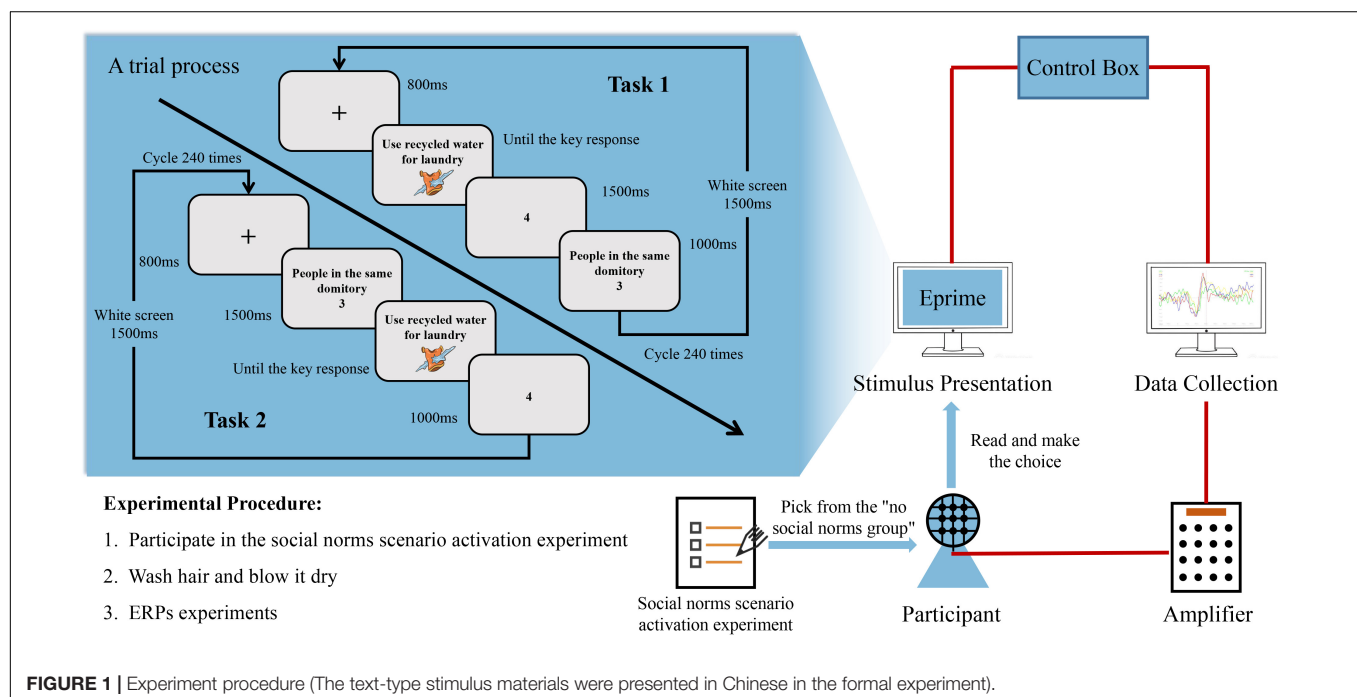 A trial process
Task 1
+
800ms
Use recycled water
for laundry
Until the key response
4
1500ms
People in the same
domitory
3
1000ms
White screen
1500ms
Cycle 240 times
Cycle 240 times
+
800ms
People in the same
domitory
3
1500ms
Use recycled water
for laundry
Until the key response
4
1000ms
White screen
1500ms
Task 2
Control Box
Eprime
Stimulus Presentation
Data Collection
Read and make
the choice
Pick from the "no
social norms group"
Social norms scenario
activation experiment
Participant
Amplifier
Experimental Procedure:
1. Participate in the social norms scenario activation experiment
2. Wash hair and blow it dry
3. ERPs experiments
FIGURE 1 | Experiment procedure (The text-type stimulus materials were presented in Chinese in the formal experiment).